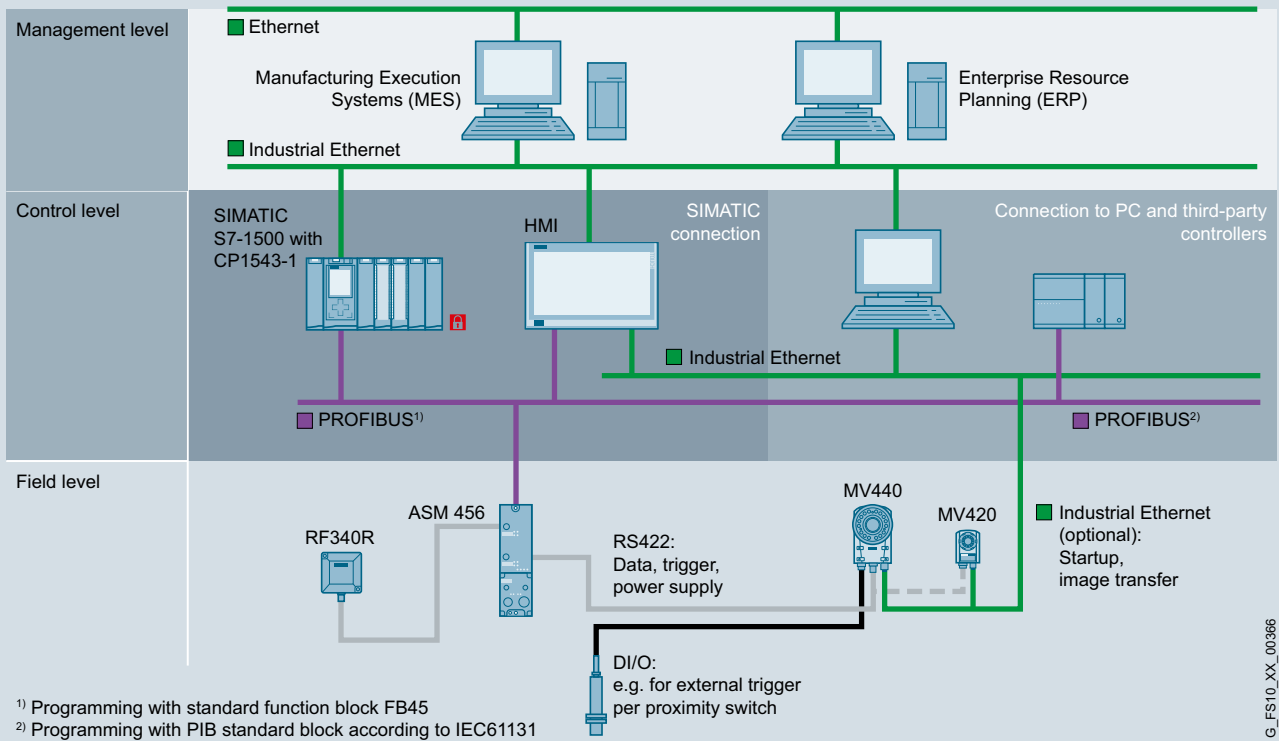 Management level
Ethernet
Manufacturing Execution
Systems (MES)
Enterprise Resource
Planning (ERP)
Industrial Ethernet
Control level
SIMATIC
S7-1500 with
CP1543-1
HMI
SIMATIC
connection
Connection to PC and third-party
controllers
Industrial Ethernet
PROFIBUS¹⁾
PROFIBUS²⁾
Field level
RF340R
ASM 456
RS422:
Data, trigger,
power supply
MV440
MV420
Industrial Ethernet
(optional):
Startup,
image transfer
DI/O:
e.g. for external trigger
per proximity switch
¹⁾ Programming with standard function block FB45
²⁾ Programming with PIB standard block according to IEC61131
G_FS10_XX_00366